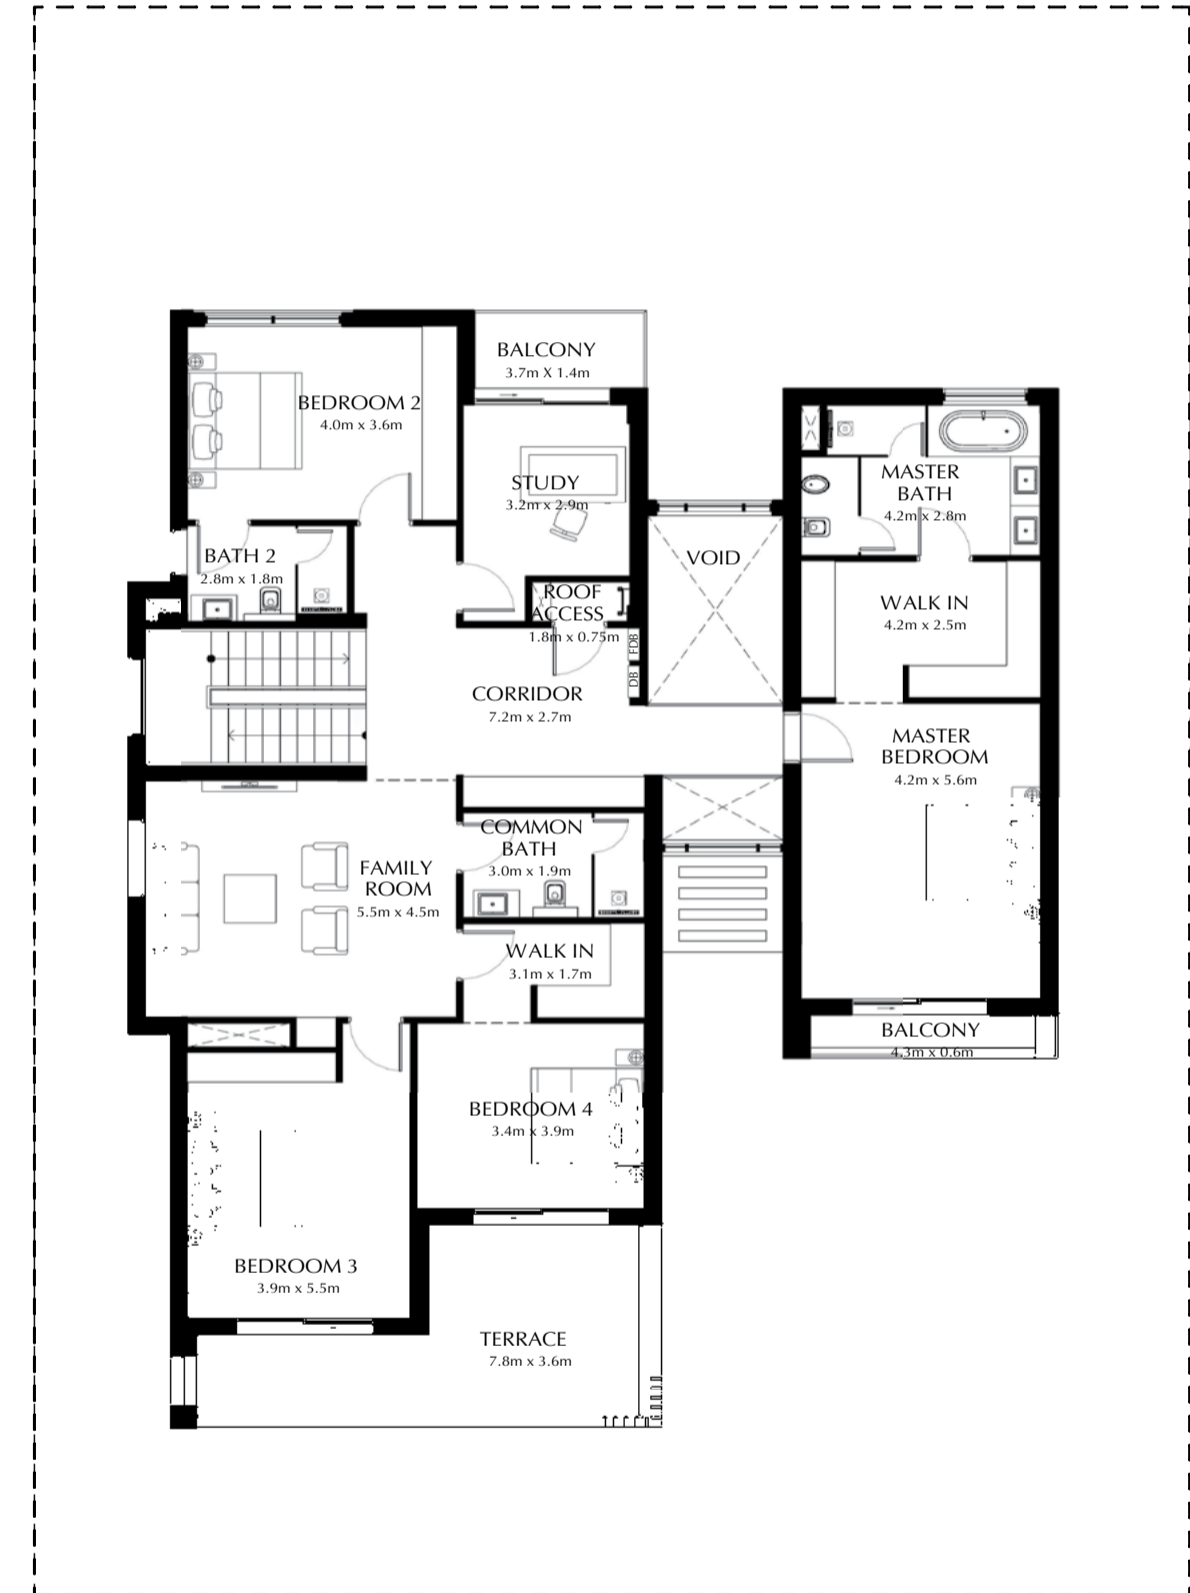 BALCONY
3.7m X 1.4m
BEDROOM 2
4.0m x 3.6m
STUDY
3.2m x 2.9m
MASTER
BATH
4.2m x 2.8m
BATH 2
2.8m x 1.8m
VOID
ROOF
ACCESS
1.8m x 0.75m
WALK IN
4.2m x 2.5m
FDB
DB
CORRIDOR
7.2m x 2.7m
MASTER
BEDROOM
4.2m x 5.6m
COMMON
BATH
3.0m x 1.9m
FAMILY
ROOM
5.5m x 4.5m
WALK IN
3.1m x 1.7m
BALCONY
4.3m x 0.6m
BEDROOM 4
3.4m x 3.9m
BEDROOM 3
3.9m x 5.5m
TERRACE
7.8m x 3.6m